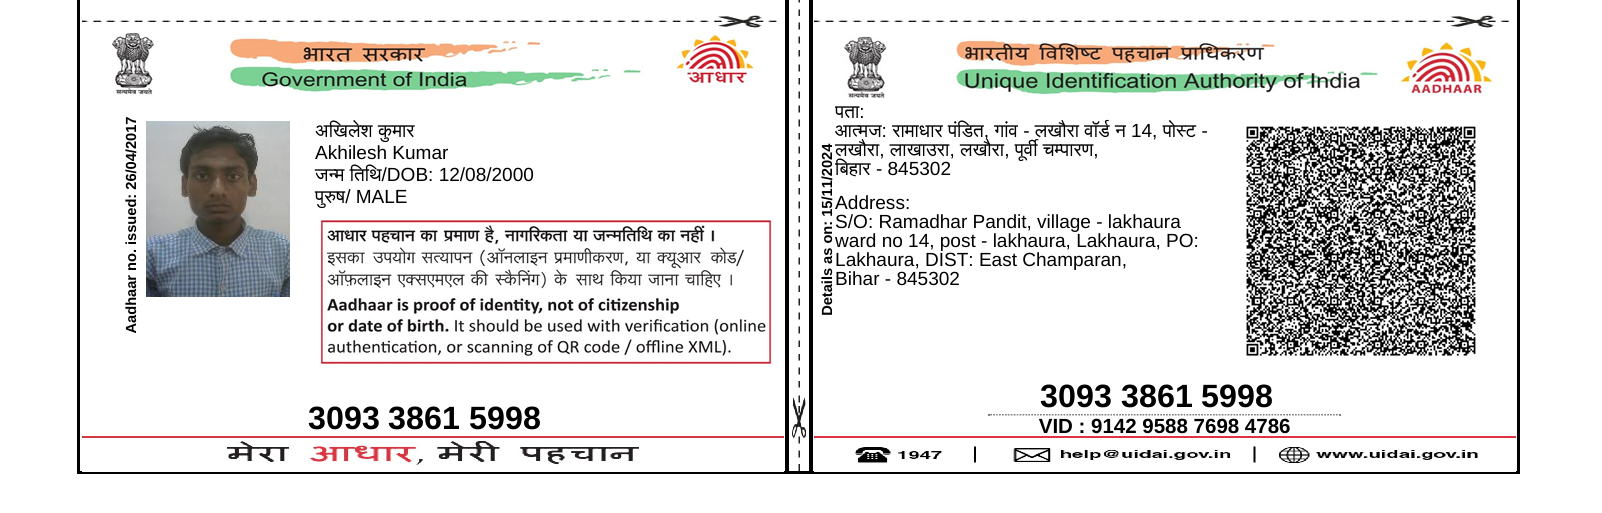 भारत सरकार
Government of India
आधार
सत्यमेव जयते
Aadhaar no. issued: 26/04/2017
अखिलेश कुमार
Akhilesh Kumar
जन्म तिथि/DOB: 12/08/2000
पुरुष/ MALE
आधार पहचान का प्रमाण है, नागरिकता या जन्मतिथि का नहीं ।
इसका उपयोग सत्यापन (ऑनलाइन प्रमाणीकरण, या क्यूआर कोड/
ऑफ़लाइन एक्सएमएल की स्कैनिंग) के साथ किया जाना चाहिए ।
Aadhaar is proof of identity, not of citizenship
or date of birth. It should be used with verification (online
authentication, or scanning of QR code / offline XML).
3093 3861 5998
मेरा आधार, मेरी पहचान
भारतीय विशिष्ट पहचान प्राधिकरण
Unique Identification Authority of India
AADHAAR
सत्यमेव जयते
Details as on: 15/11/2024
पता:
आत्मज: रामाधार पंडित, गांव - लखौरा वॉर्ड न 14, पोस्ट -
लखौरा, लाखाउरा, लखौरा, पूर्वी चम्पारण,
बिहार - 845302
Address:
S/O: Ramadhar Pandit, village - lakhaura
ward no 14, post - lakhaura, Lakhaura, PO:
Lakhaura, DIST: East Champaran,
Bihar - 845302
3093 3861 5998
VID : 9142 9588 7698 4786
1947 | help@uidai.gov.in | www.uidai.gov.in